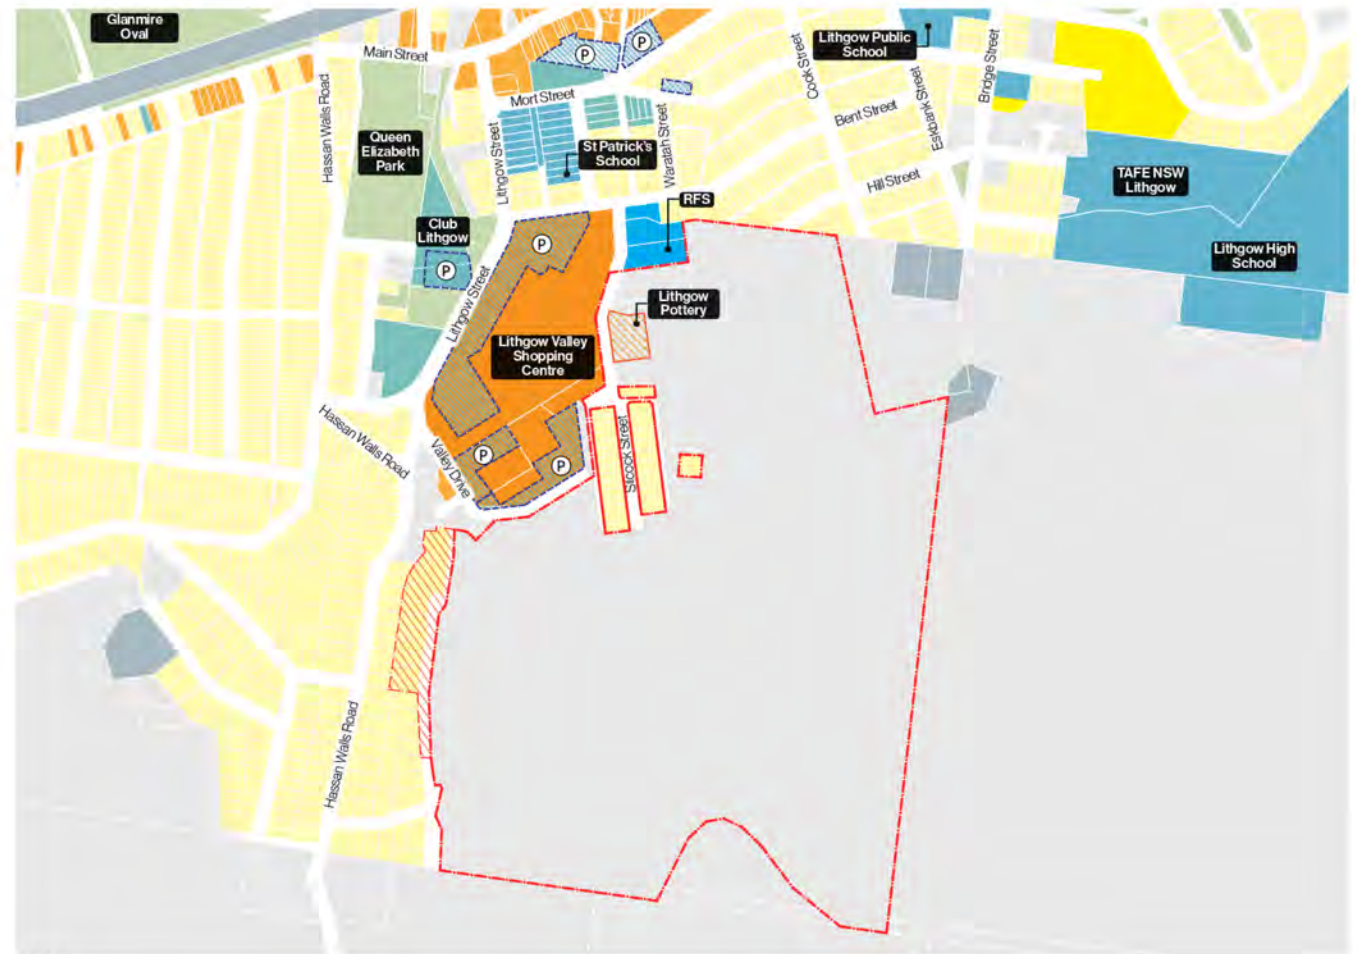 Glanmire
Oval
Main Street
P
P
Lithgow Public
School
Cook Street
Eskbank Street
Bridge Street
Hassan Walls Road
Mort Street
Bent Street
Queen
Elizabeth
Park
Lithgow Street
St Patrick's
School
Waratah Street
Hill Street
TAFE NSW
Lithgow
RFS
Club
Lithgow
P
P
Lithgow High
School
Lithgow Street
Lithgow
Pottery
Lithgow Valley
Shopping
Centre
Hassan Walls Road
Valley Drive
P
P
Silcock Street
Hassan Walls Road